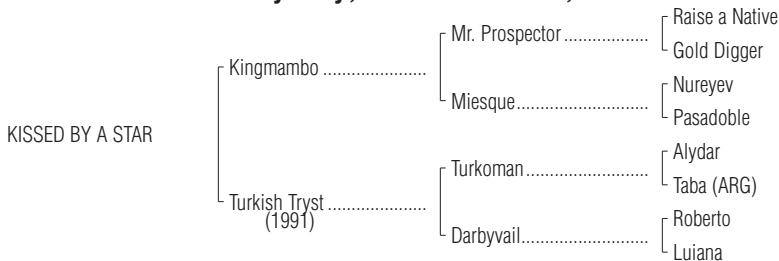 Raise a Native
Mr. Prospector ..................
Gold Digger
Kingmambo ......................
Nureyev
Miesque............................
Pasadoble
KISSED BY A STAR
Alydar
Turkoman..........................
Taba (ARG)
Turkish Tryst .....................
(1991)
Roberto
Darbyvail...........................
Luiana